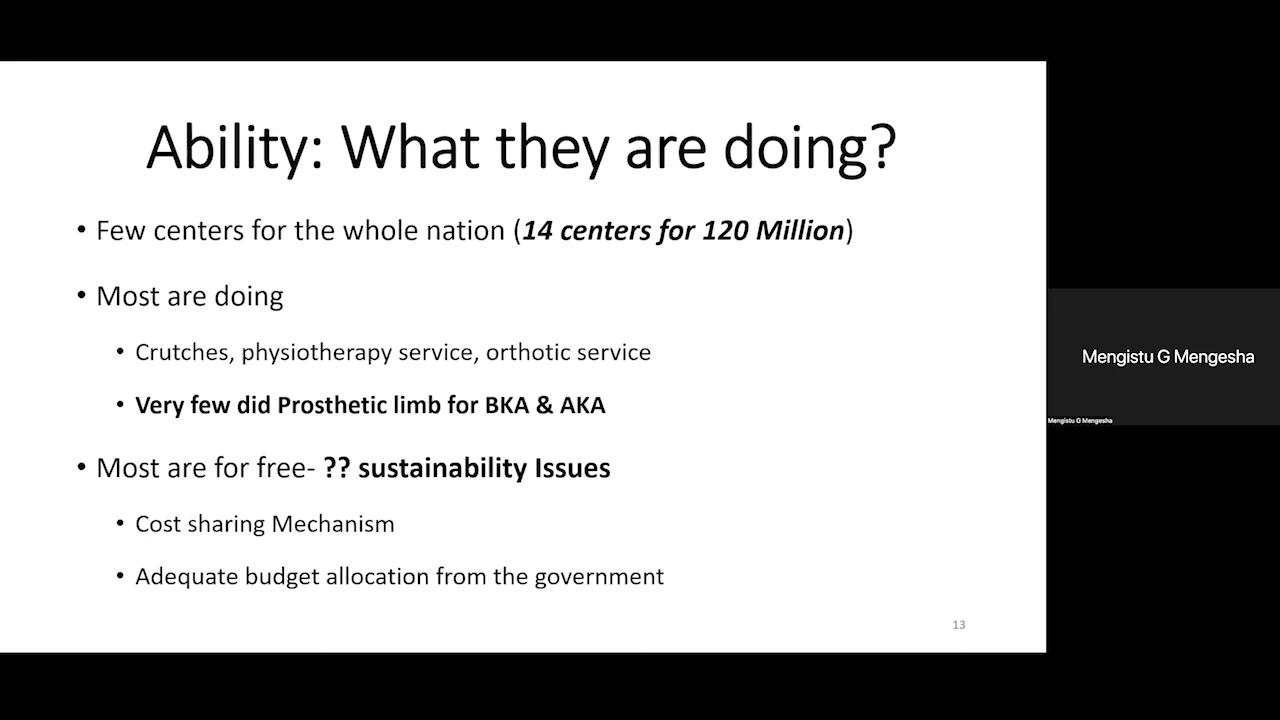 Ability: What they are doing?
• Few centers for the whole nation (14 centers for 120 Million)
• Most are doing
• Crutches, physiotherapy service, orthotic service
• Very few did Prosthetic limb for BKA & AKA
• Most are for free- ?? sustainability Issues
• Cost sharing Mechanism
• Adequate budget allocation from the government
13
Mengistu G Mengesha
Mengistu G Mengesha